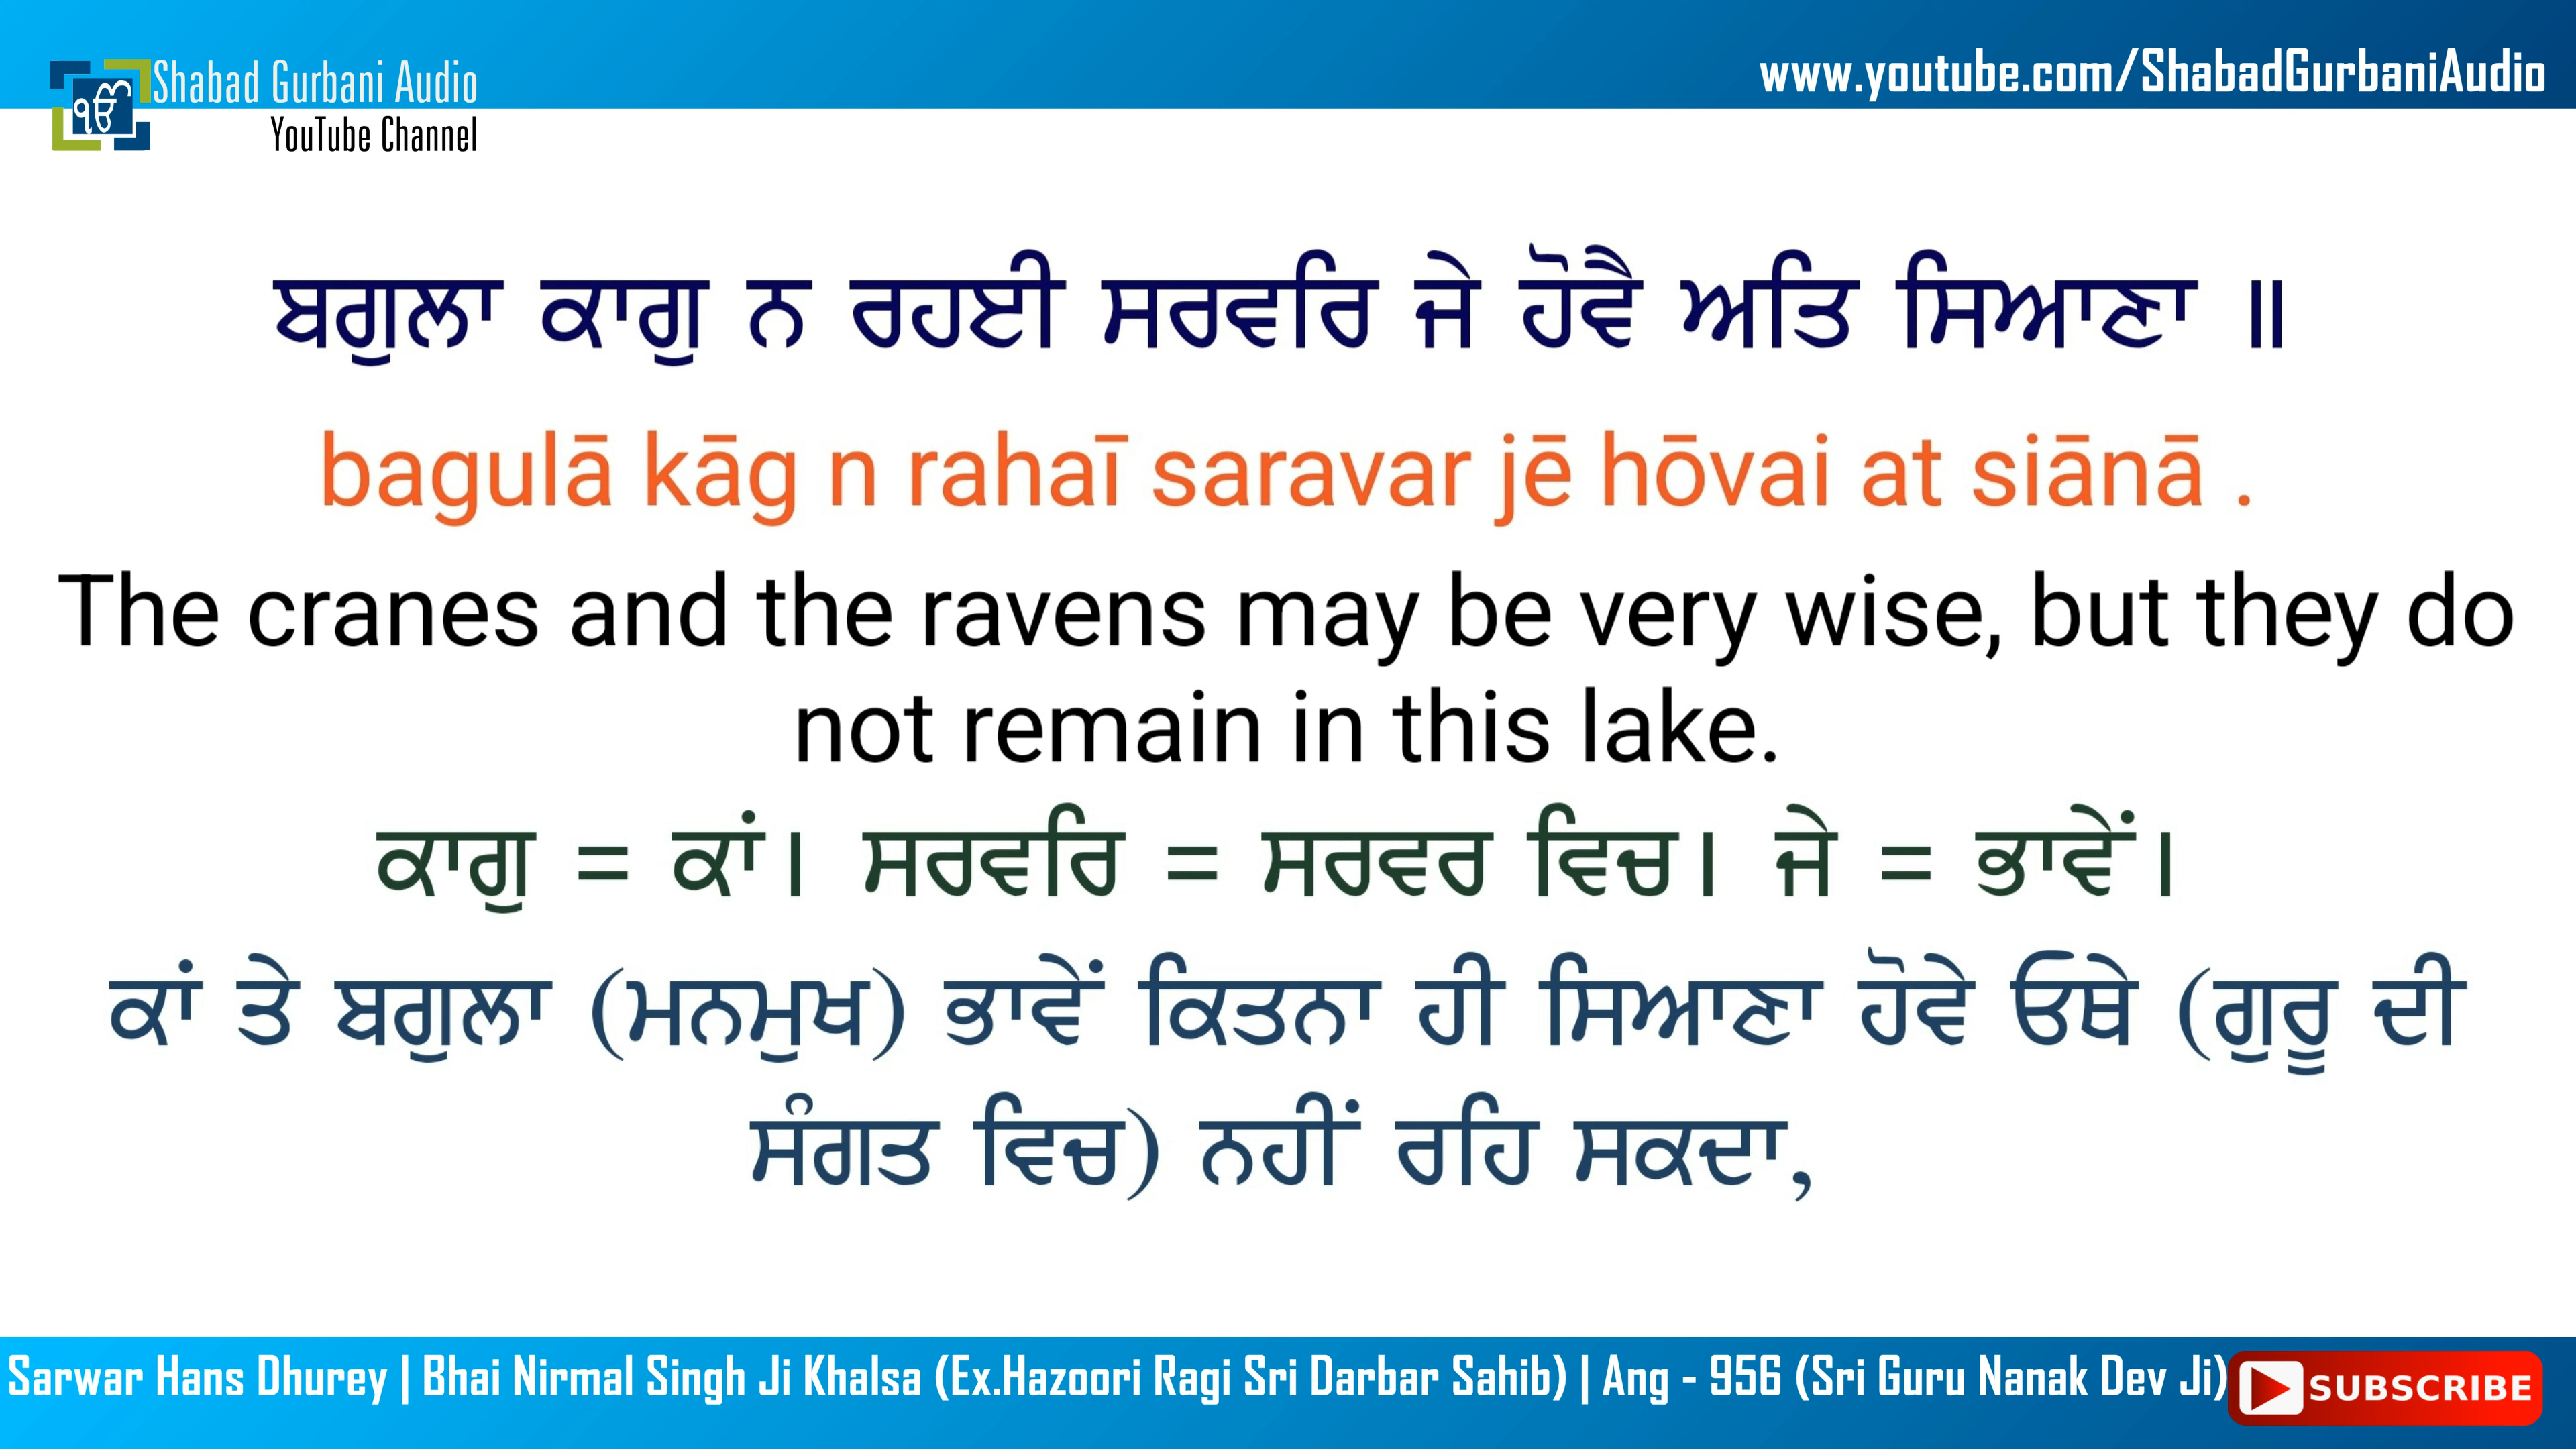 Shabad Gurbani Audio
YouTube Channel
www.youtube.com/ShabadGurbaniAudio
ੴ
ਬਗੁਲਾ ਕਾਗੁ ਨ ਰਹਈ ਸਰਵਰਿ ਜੇ ਹੋਵੈ ਅਤਿ ਸਿਆਣਾ ॥
bagulā kāg n rahaī saravar jē hōvai at siānā .
The cranes and the ravens may be very wise, but they do
not remain in this lake.
ਕਾਗੁ = ਕਾਂ। ਸਰਵਰਿ = ਸਰਵਰ ਵਿਚ। ਜੇ = ਭਾਵੇਂ।
ਕਾਂ ਤੇ ਬਗੁਲਾ (ਮਨਮੁਖ) ਭਾਵੇਂ ਕਿਤਨਾ ਹੀ ਸਿਆਣਾ ਹੋਵੇ ਓਥੇ (ਗੁਰੂ ਦੀ
ਸੰਗਤ ਵਿਚ) ਨਹੀਂ ਰਹਿ ਸਕਦਾ,
Sarwar Hans Dhurey | Bhai Nirmal Singh Ji Khalsa (Ex.Hazoori Ragi Sri Darbar Sahib) | Ang - 956 (Sri Guru Nanak Dev Ji)
SUBSCRIBE